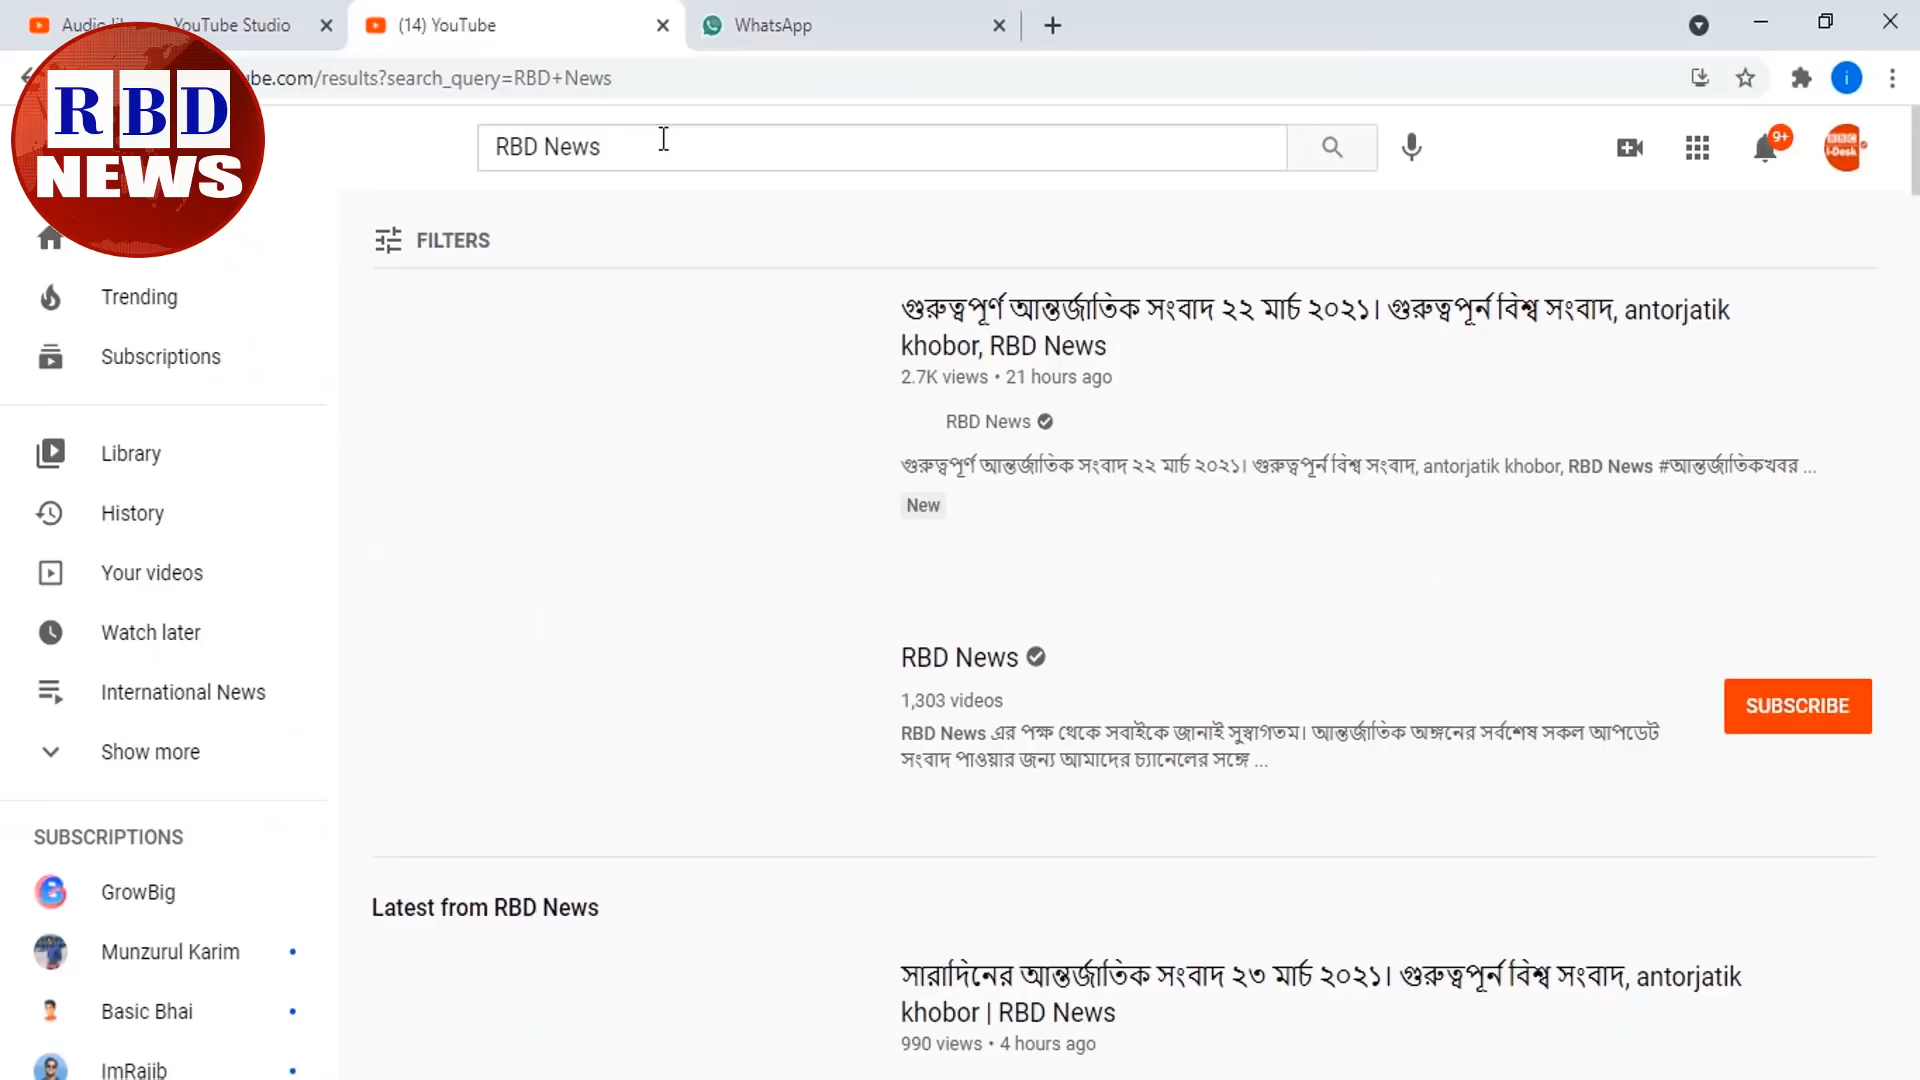 Audio li YouTube Studio
(14) YouTube
WhatsApp
be.com/results?search_query=RBD+News
i
RBD
NEWS
RBD News
9+
BBC
i-Desk
FILTERS
Trending
Subscriptions
Library
History
Your videos
Watch later
International News
Show more
SUBSCRIPTIONS
GrowBig
Munzurul Karim
Basic Bhai
ImRajib
গুরুত্বপূর্ণ আন্তর্জাতিক সংবাদ ২২ মার্চ ২০২১। গুরুত্বপূর্ন বিশ্ব সংবাদ, antorjatik
khobor, RBD News
2.7K views • 21 hours ago
RBD News
গুরুত্বপূর্ণ আন্তর্জাতিক সংবাদ ২২ মার্চ ২০২১। গুরুত্বপূর্ন বিশ্ব সংবাদ, antorjatik khobor, RBD News #আন্তর্জাতিকখবর ...
New
RBD News
1,303 videos
RBD News এর পক্ষ থেকে সবাইকে জানাই সুস্বাগতম। আন্তর্জাতিক অঙ্গনের সর্বশেষ সকল আপডেট
সংবাদ পাওয়ার জন্য আমাদের চ্যানেলের সঙ্গে ...
SUBSCRIBE
Latest from RBD News
সারাদিনের আন্তর্জাতিক সংবাদ ২৩ মার্চ ২০২১। গুরুত্বপূর্ন বিশ্ব সংবাদ, antorjatik
khobor | RBD News
990 views • 4 hours ago